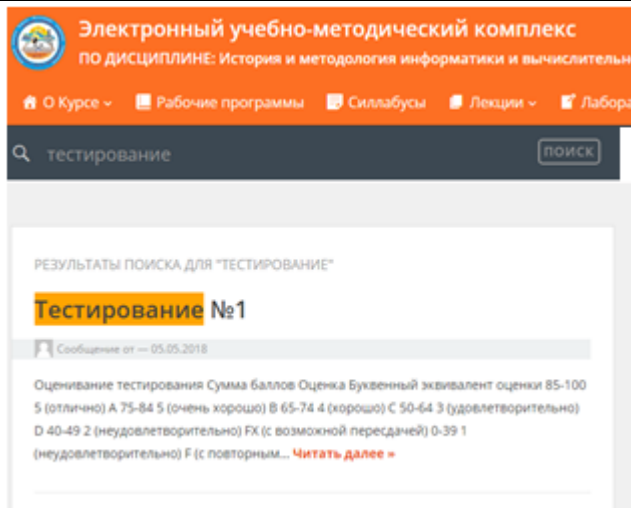 Электронный учебно-методический комплекс
ПО ДИСЦИПЛИНЕ: История и методология информатики и вычислительн
О Курсе Рабочие программы Силлабусы Лекции Лабора
тестирование ПОИСК
РЕЗУЛЬТАТЫ ПОИСКА ДЛЯ "ТЕСТИРОВАНИЕ"
Тестирование №1
Сообщение от — 05.05.2018
Оценивание тестирования Сумма баллов Оценка Буквенный эквивалент оценки 85-100
5 (отлично) A 75-84 5 (очень хорошо) B 65-74 4 (хорошо) C 50-64 3 (удовлетворительно)
D 40-49 2 (неудовлетворительно) FX (с возможной пересдачей) 0-39 1
(неудовлетворительно) F (с повторным... Читать далее »